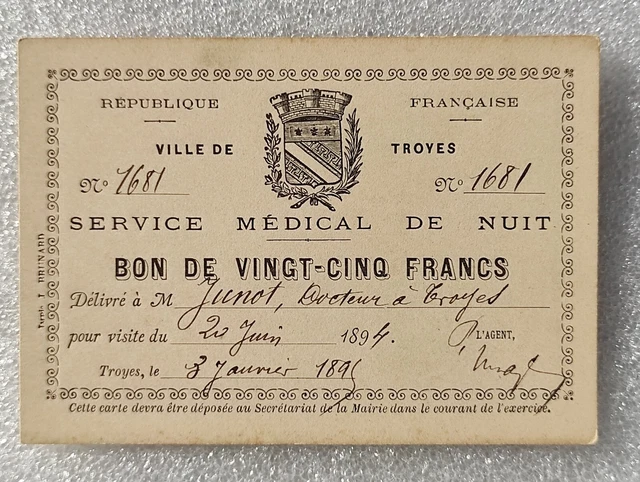 RÉPUBLIQUE FRANÇAISE
VILLE DE TROYES
No 1681 No 1681
SERVICE MÉDICAL DE NUIT
BON DE VINGT-CINQ FRANCS
Délivré à M Junot, Docteur à Troyes
pour visite du Juin 1894.
L'AGENT,
Troyes, le 3 Janvier 1895
Cette carte devra être déposée au Secrétariat de la Mairie dans le courant de l'exercice.
BRUNARD